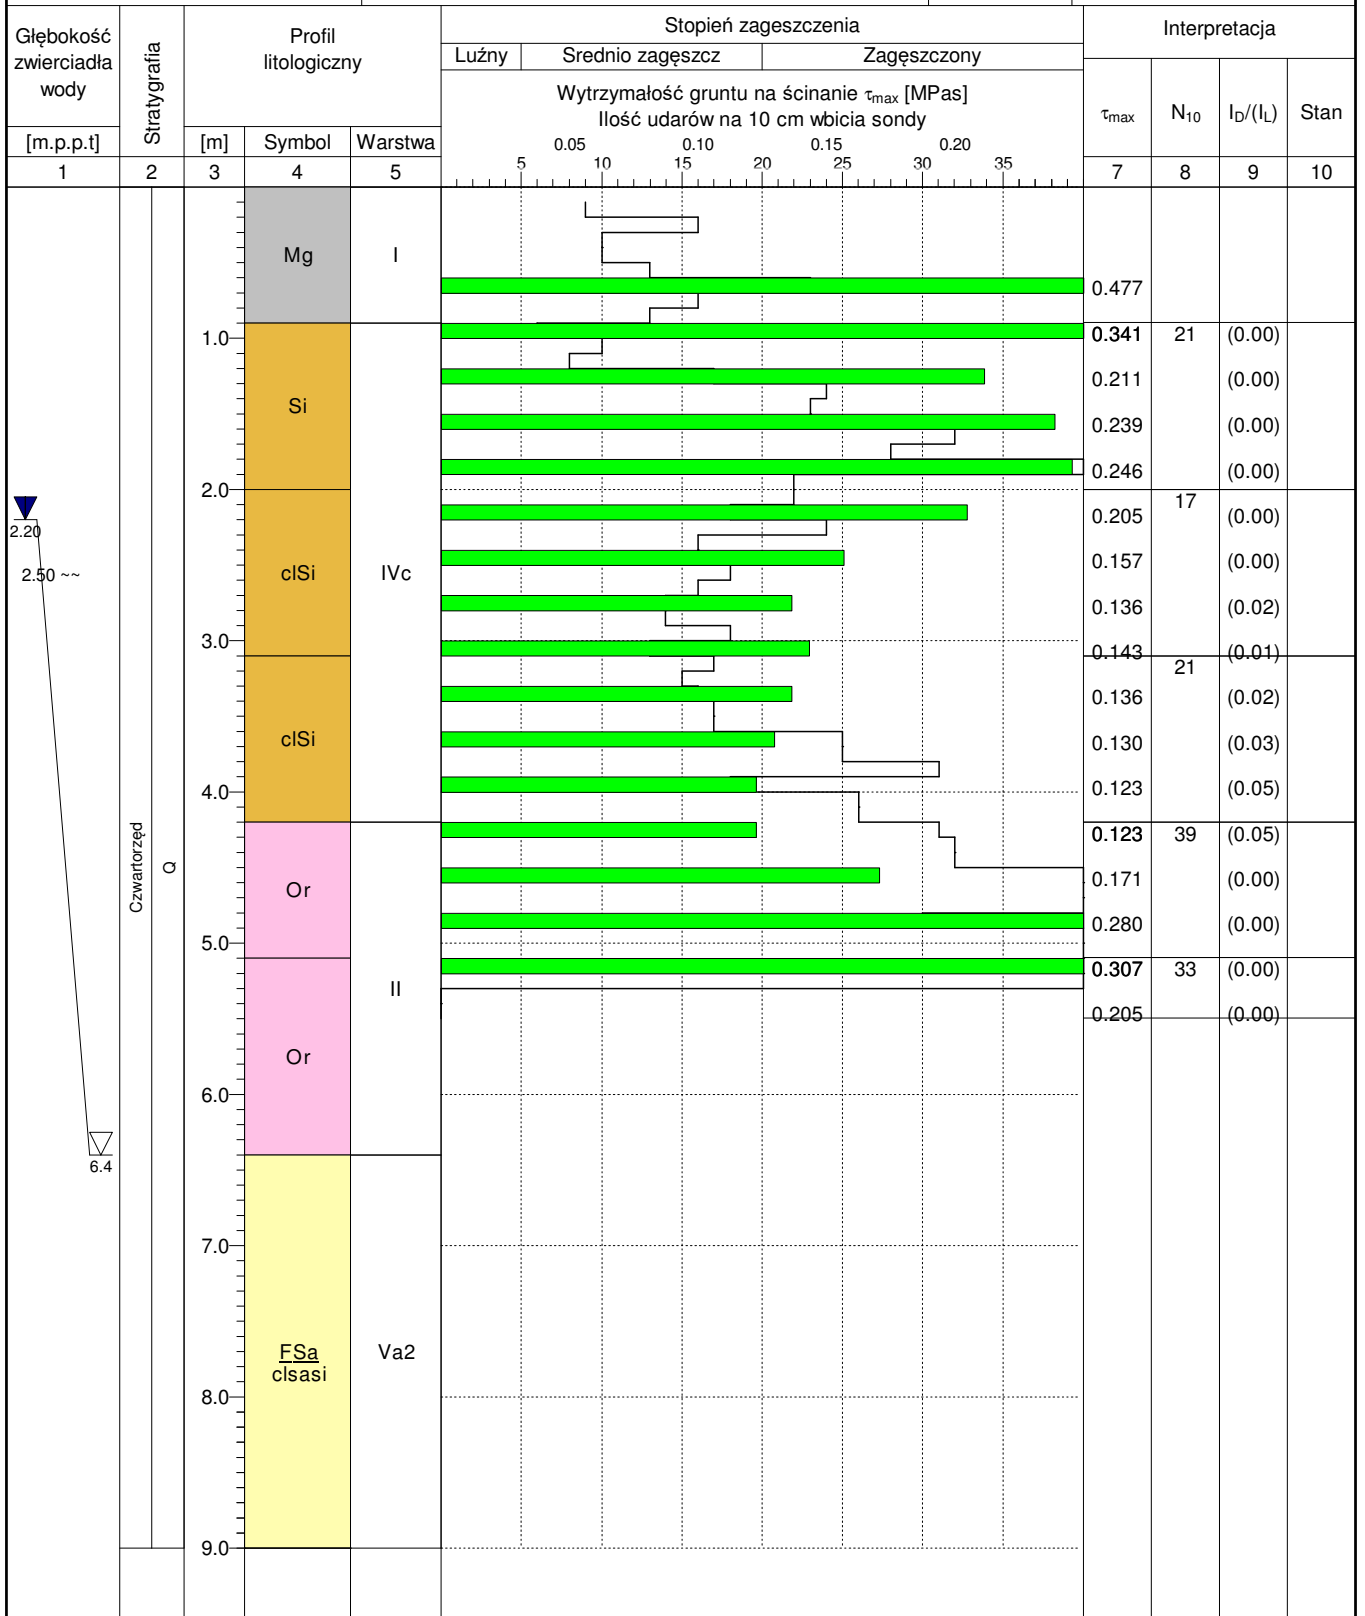 Głębokość
zwierciadła
wody
[m.p.p.t]
1
Stratygrafia
2
Profil
litologiczny
[m] Symbol Warstwa
3 4 5
Stopień zageszczenia
Luźny Srednio zagęszcz Zagęszczony
Wytrzymałość gruntu na ścinanie τmax [MPas]
Ilość udarów na 10 cm wbicia sondy
0.05 0.10 0.15 0.20
5 10 15 20 25 30 35
Interpretacja
τmax N10 ID/(IL) Stan
7 8 9 10
Mg I
0.477
1.0
0.341 21 (0.00)
0.211 (0.00)
Si
0.239 (0.00)
0.246 (0.00)
2.0
17
0.205 (0.00)
2.20
0.157 (0.00)
2.50 ~~
clSi IVc
0.136 (0.02)
3.0
0.143 (0.01)
21
0.136 (0.02)
clSi
0.130 (0.03)
4.0
0.123 (0.05)
0.123 39 (0.05)
Czwartorzęd
Q
0.171 (0.00)
Or
0.280 (0.00)
5.0
0.307 33 (0.00)
II
0.205 (0.00)
Or
6.0
6.4
7.0
FSa
clsasi
Va2
8.0
9.0